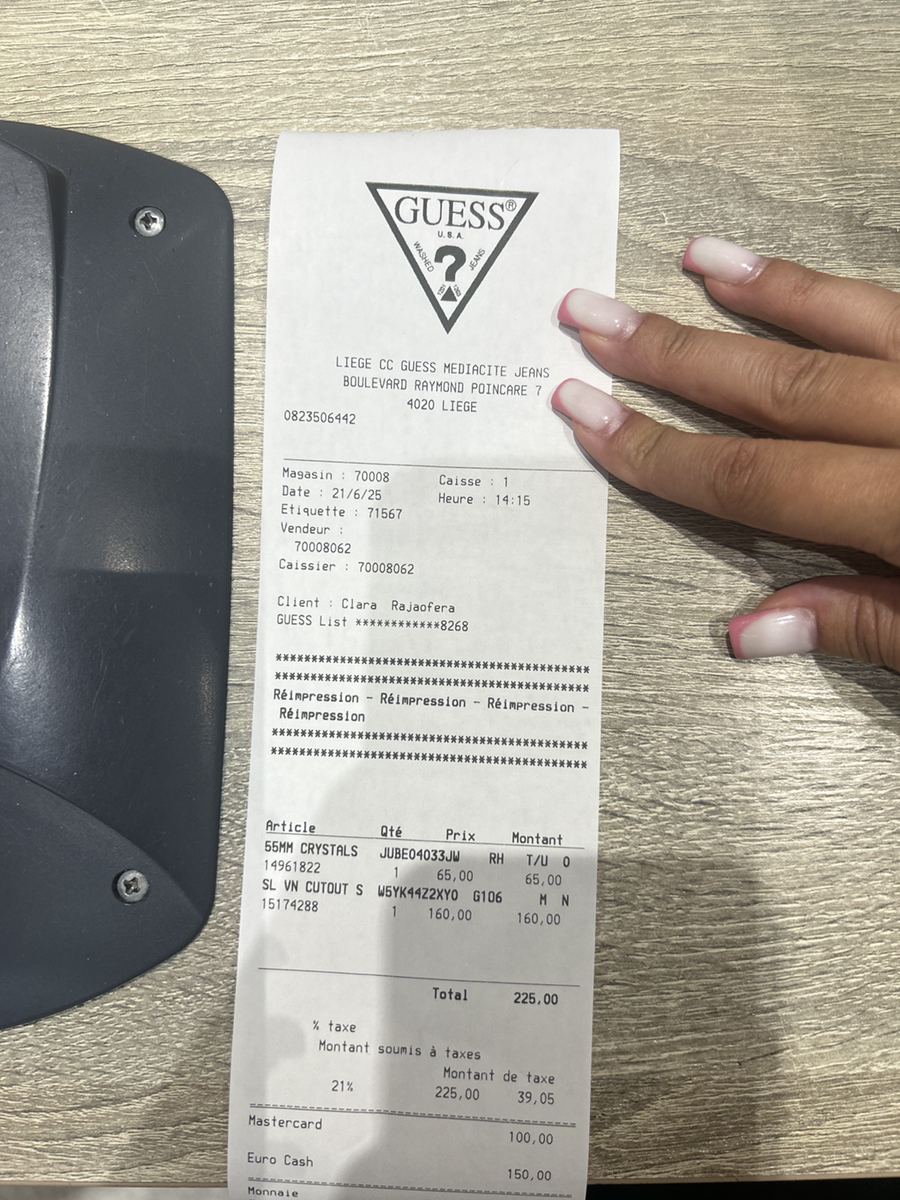 GUESS®
U.S.A.
WASHED ? JEANS
LIEGE CC GUESS MEDIACITE JEANS
BOULEVARD RAYMOND POINCARE 7
4020 LIEGE
0823506442
Magasin : 70008 Caisse : 1
Date : 21/6/25 Heure : 14:15
Etiquette : 71567
Vendeur :
70008062
Caissier : 70008062
Client : Clara Rajaofera
GUESS List ************8268
********************************************
********************************************
Réimpression - Réimpression - Réimpression -
Réimpression
********************************************
********************************************
Article Qté Prix Montant
55MM CRYSTALS JUBE04033JW RH T/U O
14961822 1 65,00 65,00
SL VN CUTOUT S W5YK44Z2XY0 G106 M N
15174288 1 160,00 160,00
Total 225,00
% taxe
Montant soumis à taxes
Montant de taxe
21% 225,00 39,05
Mastercard 100,00
Euro Cash 150,00
Monnaie